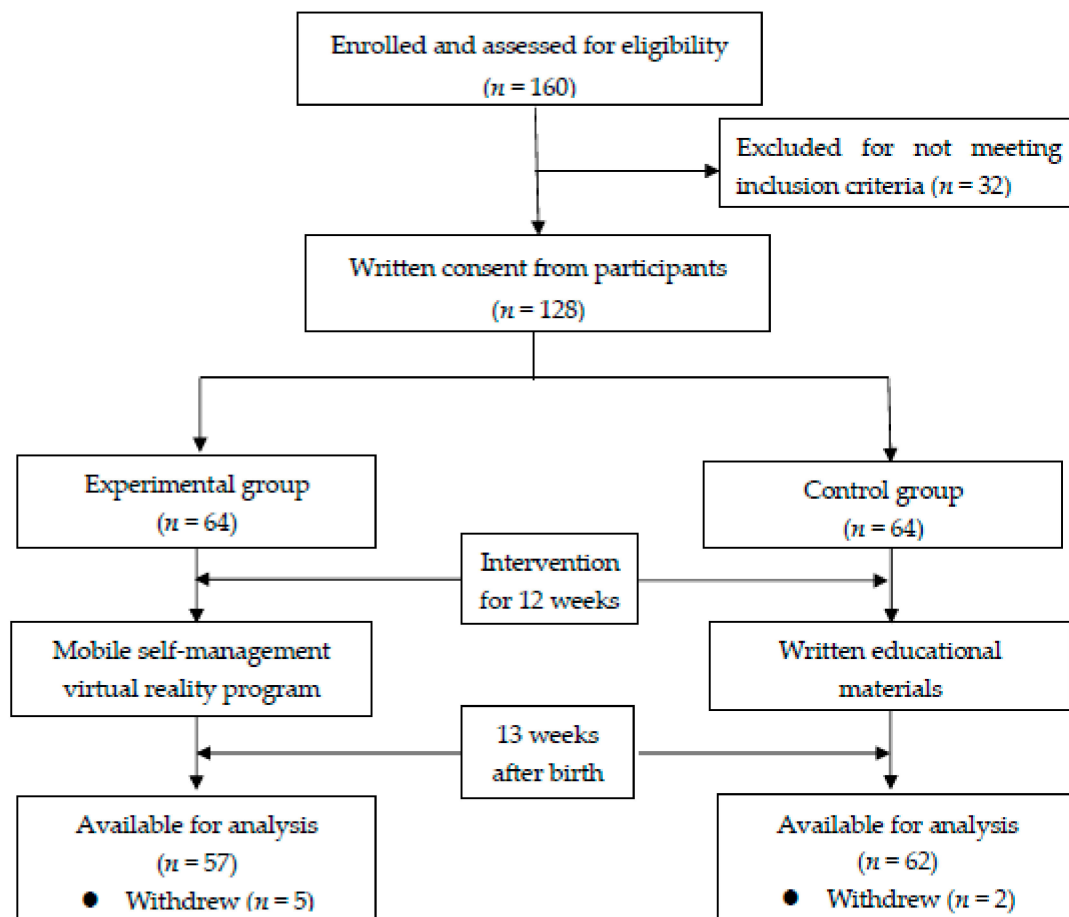 Enrolled and assessed for eligibility
(n = 160)
Excluded for not meeting
inclusion criteria (n = 32)
Written consent from participants
(n = 128)
Experimental group
(n = 64)
Control group
(n = 64)
Intervention
for 12 weeks
Mobile self-management
virtual reality program
Written educational
materials
13 weeks
after birth
Available for analysis
(n = 57)
● Withdrew (n = 5)
Available for analysis
(n = 62)
● Withdrew (n = 2)